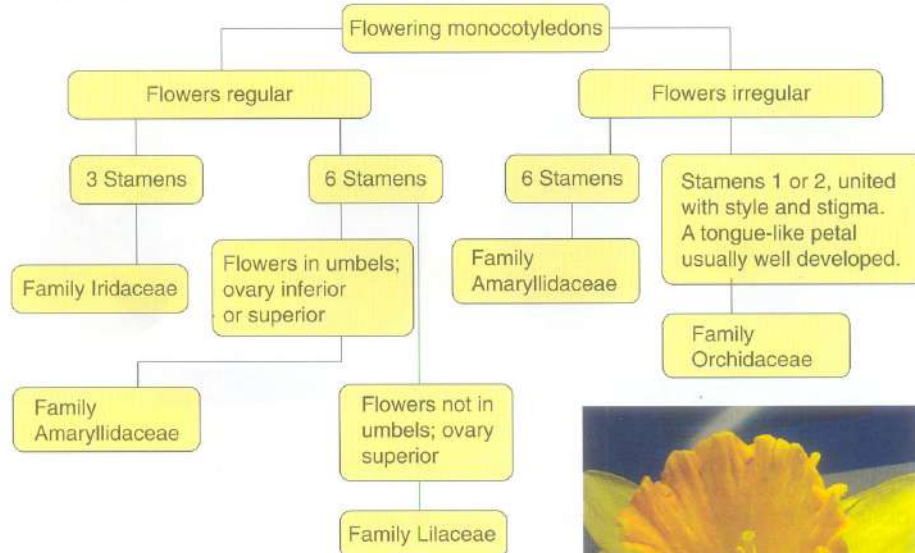 Flowering monocotyledons
Flowers regular
Flowers irregular
3 Stamens
6 Stamens
6 Stamens
Stamens 1 or 2, united
with style and stigma.
A tongue-like petal
usually well developed.
Family Iridaceae
Flowers in umbels;
ovary inferior
or superior
Family
Amaryllidaceae
Family
Orchidaceae
Family
Amaryllidaceae
Flowers not in
umbels; ovary
superior
Family Lilaceae